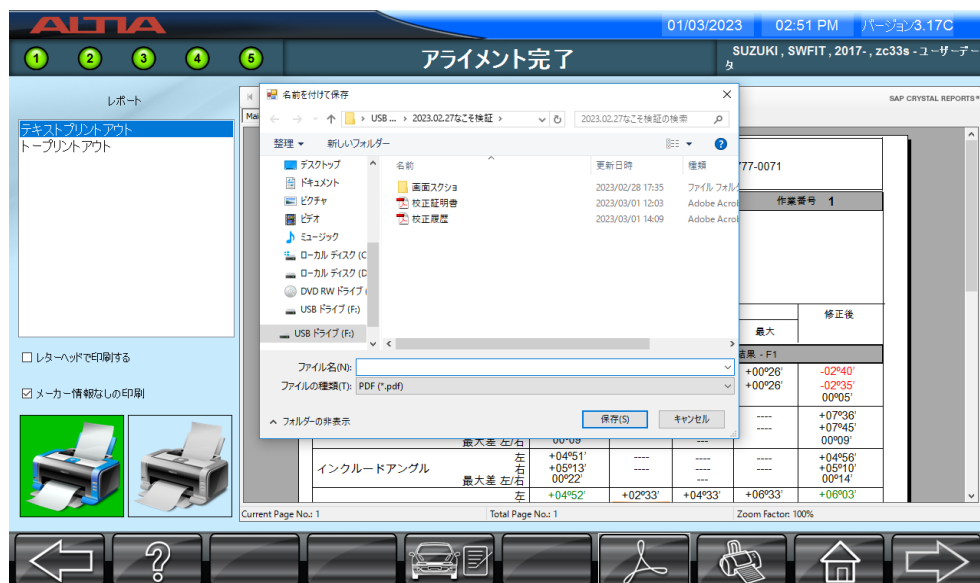 ALTIA
01/03/2023 02:51 PM バージョン3.17C
1 2 3 4 5
アライメント完了
SUZUKI , SWFIT , 2017- , zc33s - ユーザーデータ
レポート
テキストプリントアウト
トープリントアウト
レターヘッドで印刷する
メーカー情報なしの印刷
SAP CRYSTAL REPORTS®
Mai
名前を付けて保存
USB ... › 2023.02.27なこそ検証 ›
2023.02.27なこそ検証の検索
整理 新しいフォルダー
デスクトップ
ドキュメント
ピクチャ
ビデオ
ミュージック
ローカル ディスク (C
ローカル ディスク (D
DVD RW ドライブ (
USB ドライブ (F:)
USB ドライブ (F:)
名前 更新日時 種類
画面スクショ 2023/02/28 17:35 ファイル フォル
校正証明書 2023/03/01 12:03 Adobe Acro
校正履歴 2023/03/01 14:09 Adobe Acro
ファイル名(N):
ファイルの種類(T): PDF (*.pdf)
フォルダーの非表示
保存(S) キャンセル
777-0071
作業番号 1
修正後
最大
結果 - F1
+00º26' -02º40'
+00º26' -02º35'
00º05'
---- +07º36'
---- +07º45'
最大差 左/右 00º09' --- 00º09'
左 +04º51' ---- ---- ---- +04º56'
インクルードアングル 右 +05º13' ---- ---- ---- +05º10'
最大差 左/右 00º22' --- 00º14'
左 +04º52' +02º33' +04º33' +06º33' +06º03'
Current Page No.: 1 Total Page No.: 1 Zoom Factor: 100%